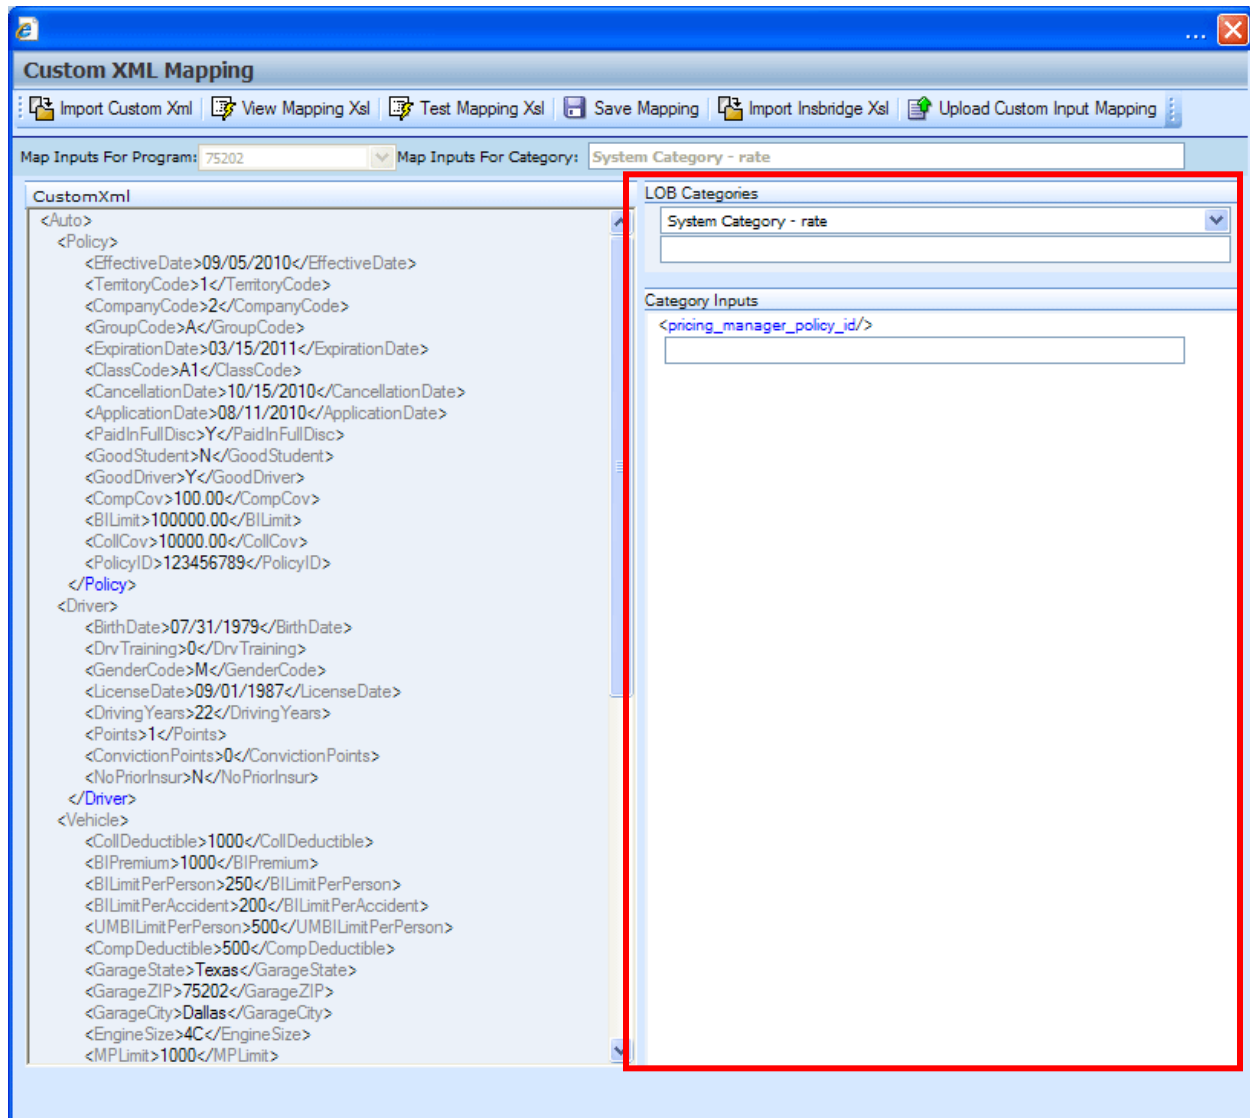 ...
Custom XML Mapping
Import Custom Xml View Mapping Xsl Test Mapping Xsl Save Mapping Import Insbridge Xsl Upload Custom Input Mapping
Map Inputs For Program: 75202 Map Inputs For Category: System Category - rate
CustomXml
<Auto>
<Policy>
<EffectiveDate>09/05/2010</EffectiveDate>
<TerritoryCode>1</TerritoryCode>
<CompanyCode>2</CompanyCode>
<GroupCode>A</GroupCode>
<ExpirationDate>03/15/2011</ExpirationDate>
<ClassCode>A1</ClassCode>
<CancellationDate>10/15/2010</CancellationDate>
<ApplicationDate>08/11/2010</ApplicationDate>
<PaidInFullDisc>Y</PaidInFullDisc>
<GoodStudent>N</GoodStudent>
<GoodDriver>Y</GoodDriver>
<CompCov>100.00</CompCov>
<BILimit>100000.00</BILimit>
<CollCov>10000.00</CollCov>
<PolicyID>123456789</PolicyID>
</Policy>
<Driver>
<BirthDate>07/31/1979</BirthDate>
<DrvTraining>0</DrvTraining>
<GenderCode>M</GenderCode>
<LicenseDate>09/01/1987</LicenseDate>
<DrivingYears>22</DrivingYears>
<Points>1</Points>
<ConvictionPoints>0</ConvictionPoints>
<NoPriorInsur>N</NoPriorInsur>
</Driver>
<Vehicle>
<CollDeductible>1000</CollDeductible>
<BIPremium>1000</BIPremium>
<BILimitPerPerson>250</BILimitPerPerson>
<BILimitPerAccident>200</BILimitPerAccident>
<UMBILimitPerPerson>500</UMBILimitPerPerson>
<CompDeductible>500</CompDeductible>
<GarageState>Texas</GarageState>
<GarageZIP>75202</GarageZIP>
<GarageCity>Dallas</GarageCity>
<EngineSize>4C</EngineSize>
<MPLimit>1000</MPLimit>
LOB Categories
System Category - rate
Category Inputs
<pricing_manager_policy_id/>